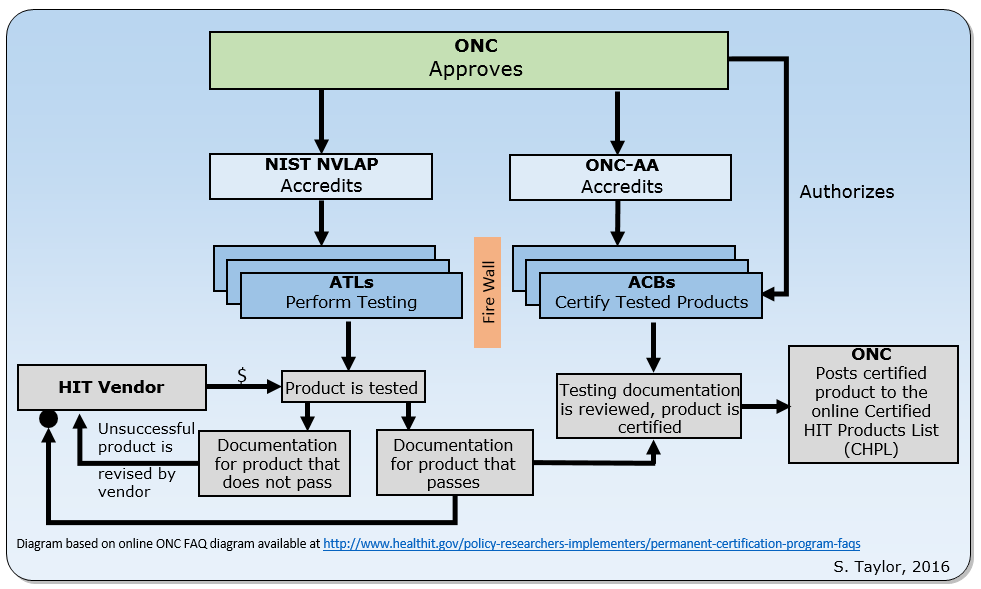 ONC
Approves
NIST NVLAP
Accredits
ONC-AA
Accredits
Authorizes
ATLs
Perform Testing
Fire Wall
ACBs
Certify Tested Products
HIT Vendor
$
Product is tested
Testing documentation
is reviewed, product is
certified
ONC
Posts certified
product to the
online Certified
HIT Products List
(CHPL)
Unsuccessful
product is
revised by
vendor
Documentation
for product that
does not pass
Documentation
for product that
passes
Diagram based on online ONC FAQ diagram available at http://www.healthit.gov/policy-researchers-implementers/permanent-certification-program-faqs
S. Taylor, 2016